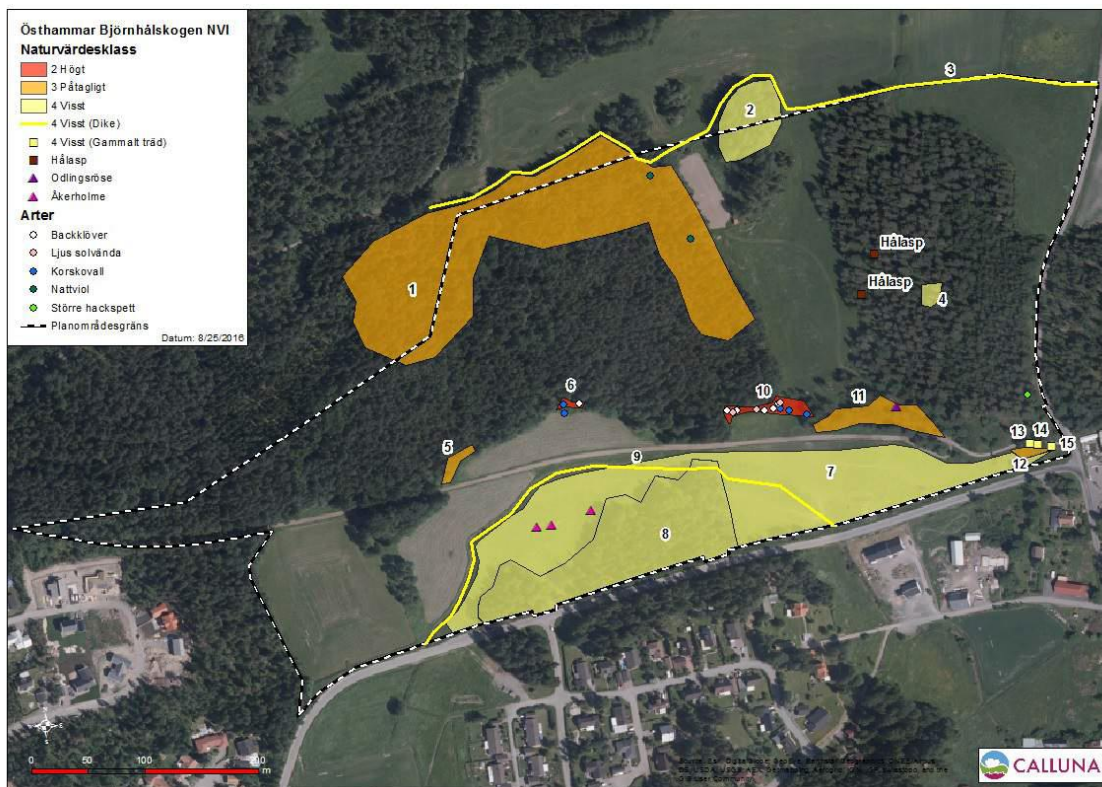 Östhammar Björnhålskogen NVI
Naturvärdesklass
2 Högt
3 Påtagligt
4 Visst
4 Visst (Dike)
4 Visst (Gammalt träd)
Hålasp
Odlingsröse
Åkerholme
Arter
Backklöver
Ljus solvända
Korskovall
Nattviol
Större hackspett
Planområdesgräns
Datum: 8/25/2016
3
2
Hålasp
Hålasp
1
4
6
10
11
5
13
14
15
9
7
12
8
0
50
100
m
CALLUNA